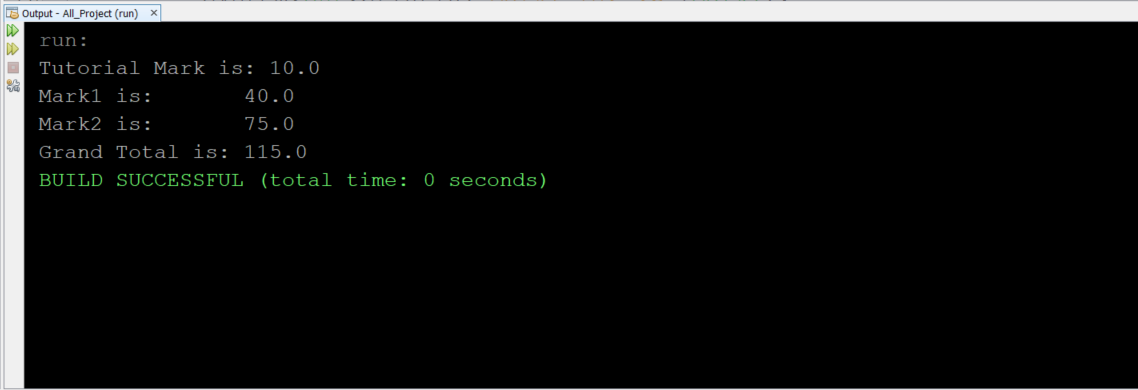 Output - All_Project (run) ×
run:
Tutorial Mark is: 10.0
Mark1 is:        40.0
Mark2 is:        75.0
Grand Total is: 115.0
BUILD SUCCESSFUL (total time: 0 seconds)